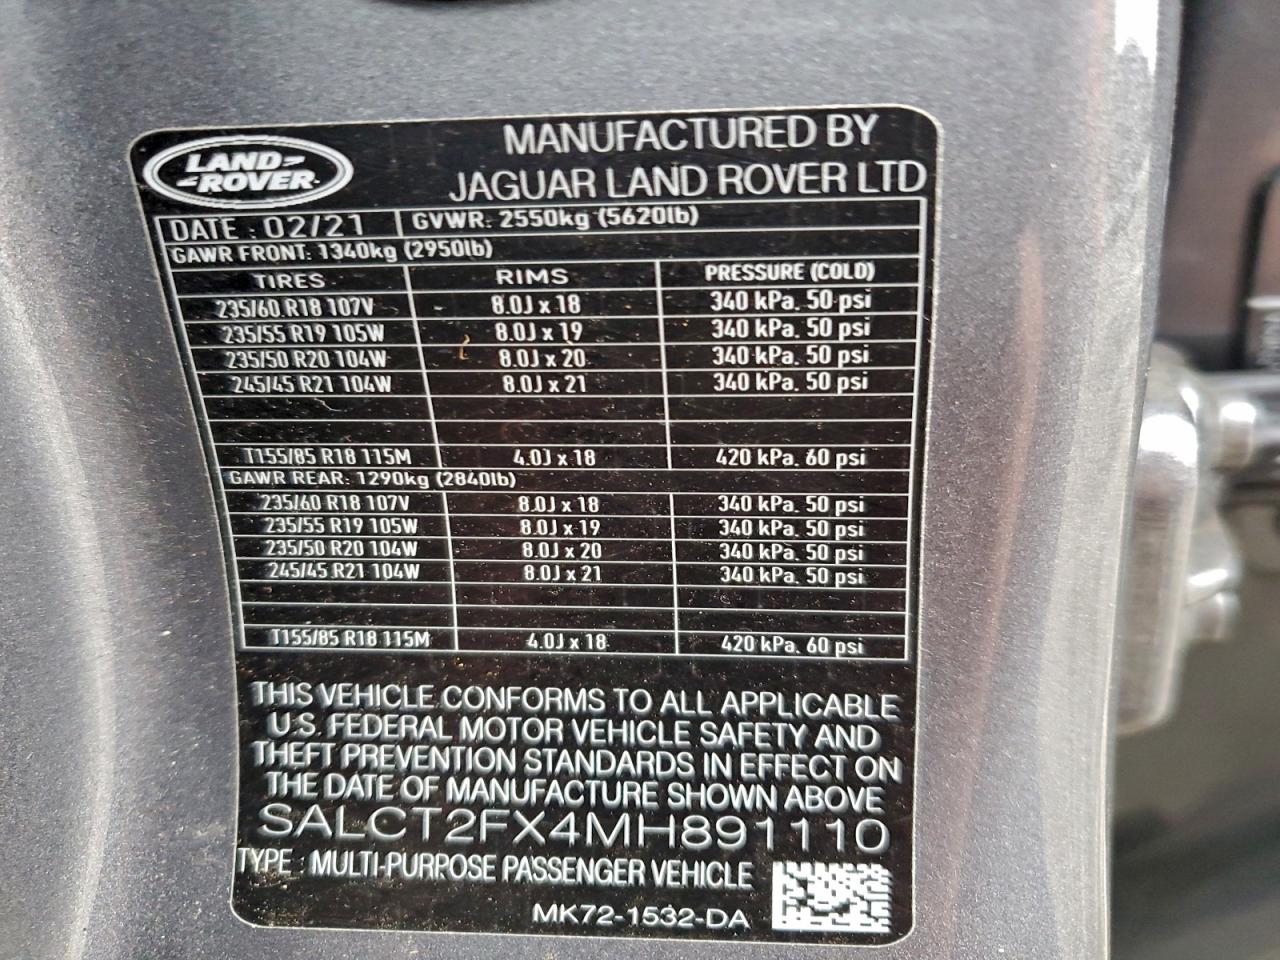 LAND-
-ROVER-
MANUFACTURED BY
JAGUAR LAND ROVER LTD
DATE : 02/21 GVWR: 2550kg (5620lb)
GAWR FRONT: 1340kg (2950lb)
TIRES RIMS PRESSURE (COLD)
235/60 R18 107V 8.0J x 18 340 kPa. 50 psi
235/55 R19 105W 8.0J x 19 340 kPa. 50 psi
235/50 R20 104W 8.0J x 20 340 kPa. 50 psi
245/45 R21 104W 8.0J x 21 340 kPa. 50 psi
T155/85 R18 115M 4.0J x 18 420 kPa. 60 psi
GAWR REAR: 1290kg (2840lb)
235/60 R18 107V 8.0J x 18 340 kPa. 50 psi
235/55 R19 105W 8.0J x 19 340 kPa. 50 psi
235/50 R20 104W 8.0J x 20 340 kPa. 50 psi
245/45 R21 104W 8.0J x 21 340 kPa. 50 psi
T155/85 R18 115M 4.0J x 18 420 kPa. 60 psi
THIS VEHICLE CONFORMS TO ALL APPLICABLE
U.S. FEDERAL MOTOR VEHICLE SAFETY AND
THEFT PREVENTION STANDARDS IN EFFECT ON
THE DATE OF MANUFACTURE SHOWN ABOVE
SALCT2FX4MH891110
TYPE : MULTI-PURPOSE PASSENGER VEHICLE
MK72-1532-DA